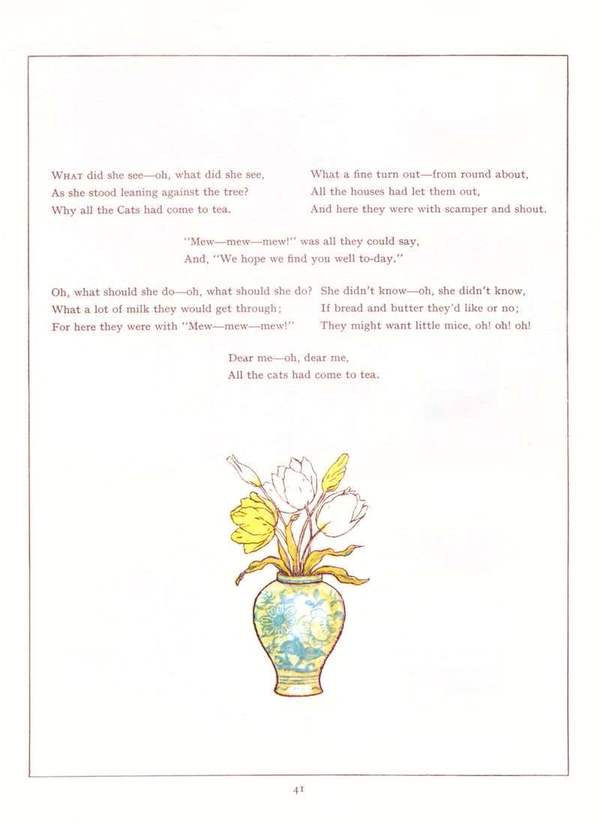 WHAT did she see—oh, what did she see,
As she stood leaning against the tree?
Why all the Cats had come to tea.
What a fine turn out—from round about,
All the houses had let them out,
And here they were with scamper and shout.
"Mew—mew—mew!" was all they could say,
And, "We hope we find you well to-day."
Oh, what should she do—oh, what should she do?
What a lot of milk they would get through;
For here they were with "Mew—mew—mew!"
She didn't know—oh, she didn't know,
If bread and butter they'd like or no;
They might want little mice, oh! oh! oh!
Dear me—oh, dear me,
All the cats had come to tea.
41